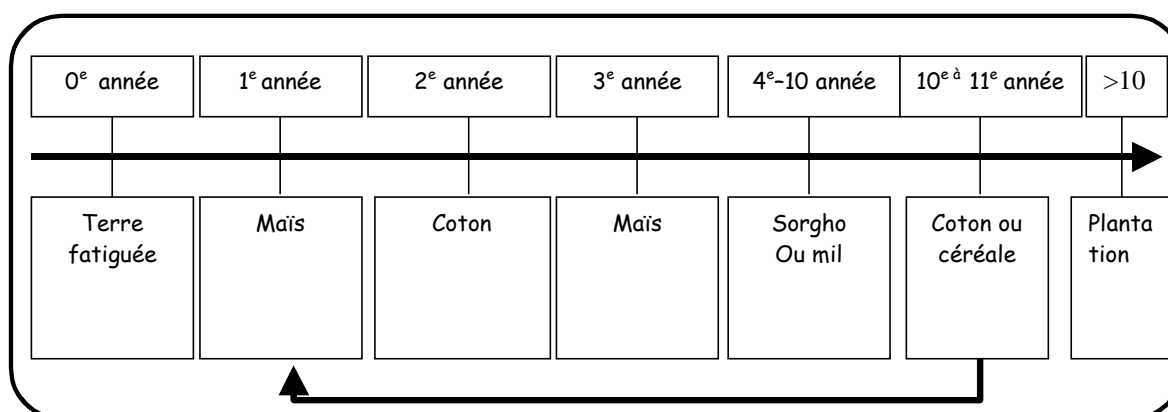 0e année
1e année
2e année
3e année
4e-10 année
10e à 11e année
>10
Terre
fatiguée
Maïs
Coton
Maïs
Sorgho
Ou mil
Coton ou
céréale
Planta
tion